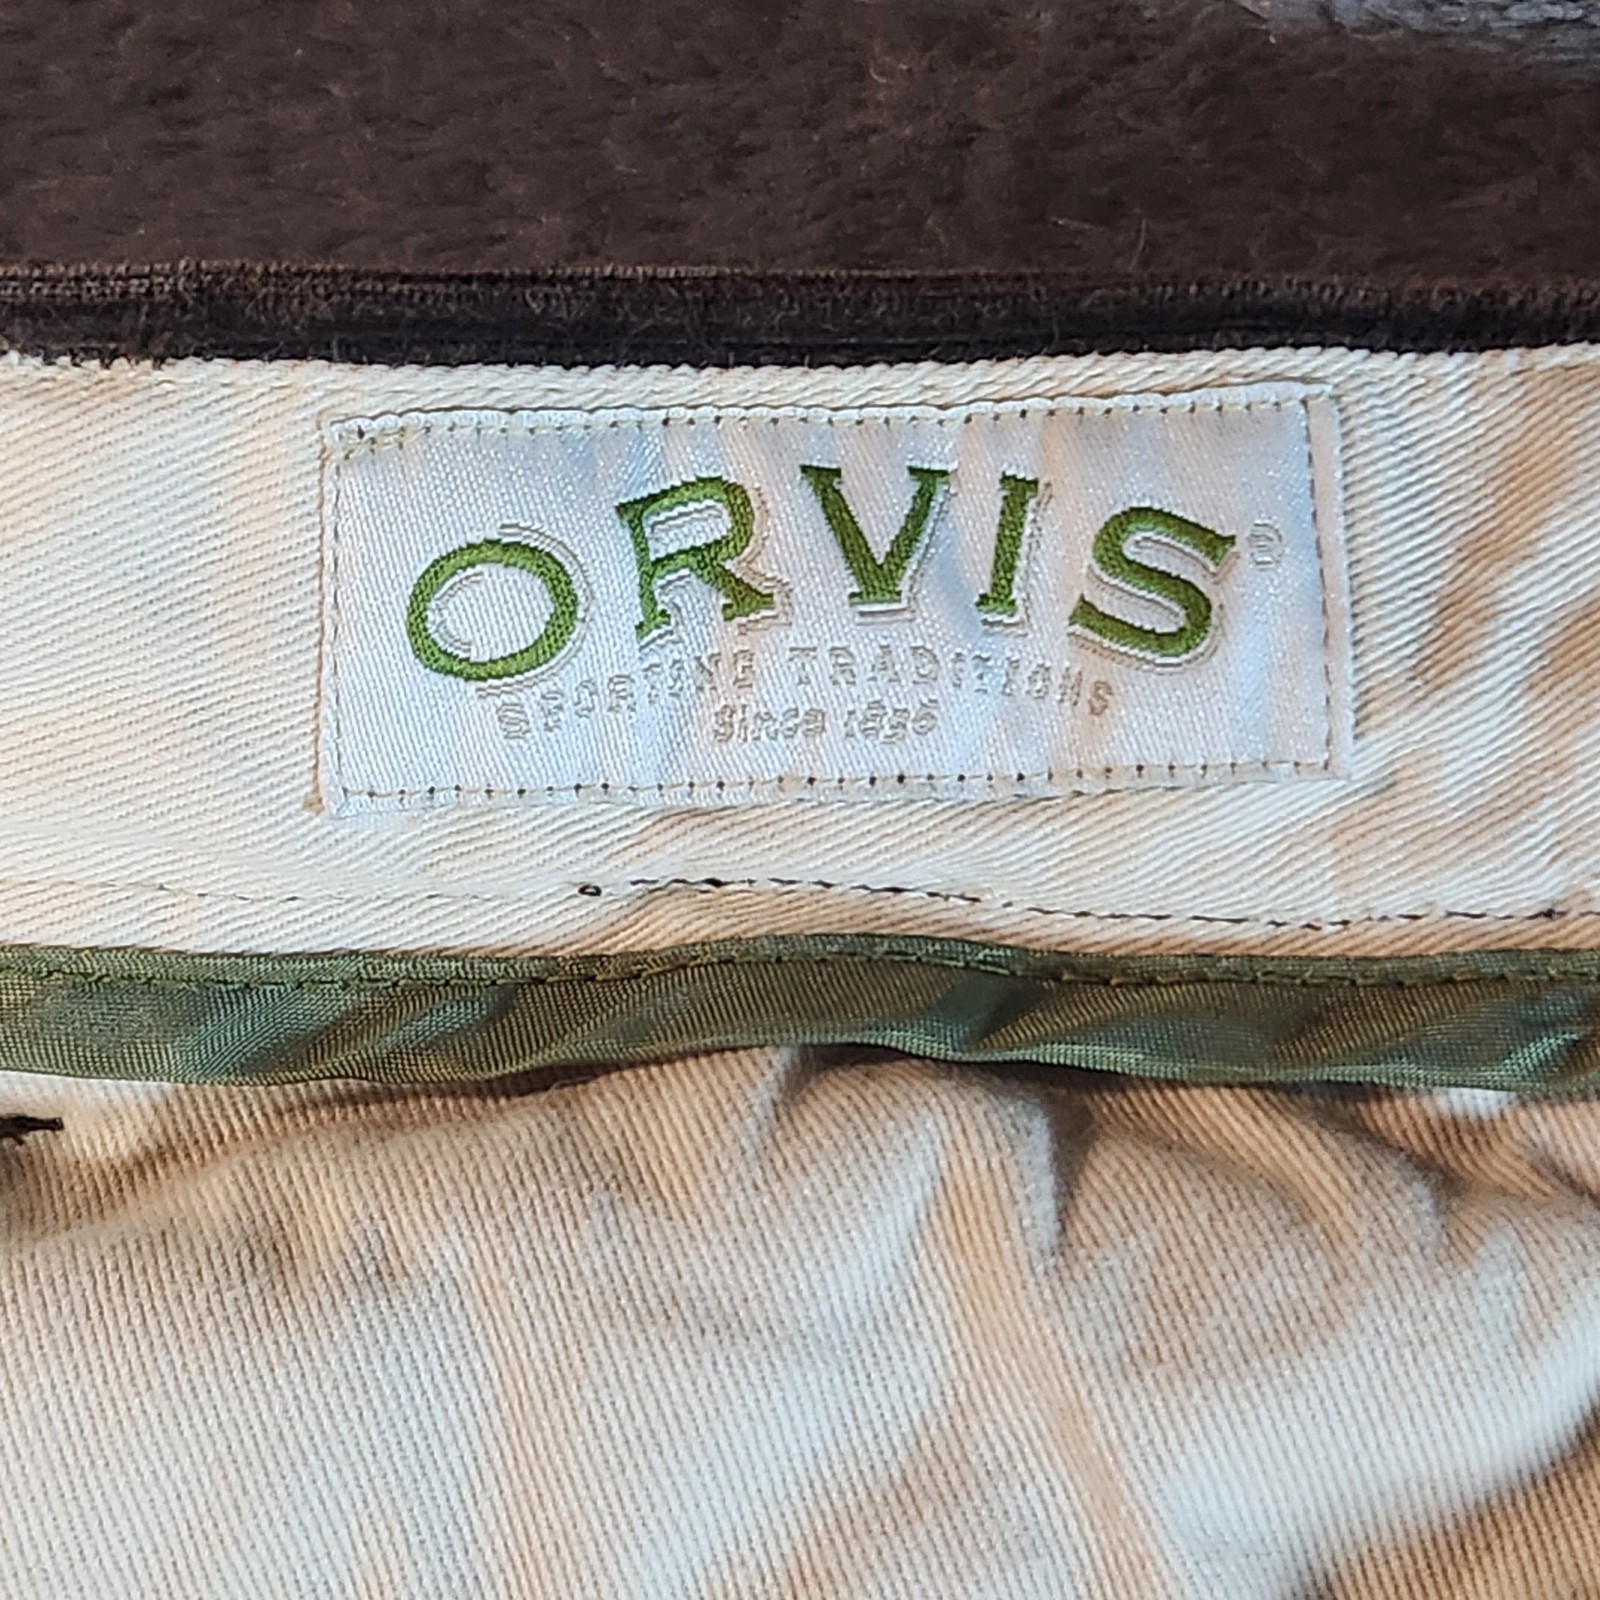 ORVIS®
SPORTING TRADITIONS
Since 1856